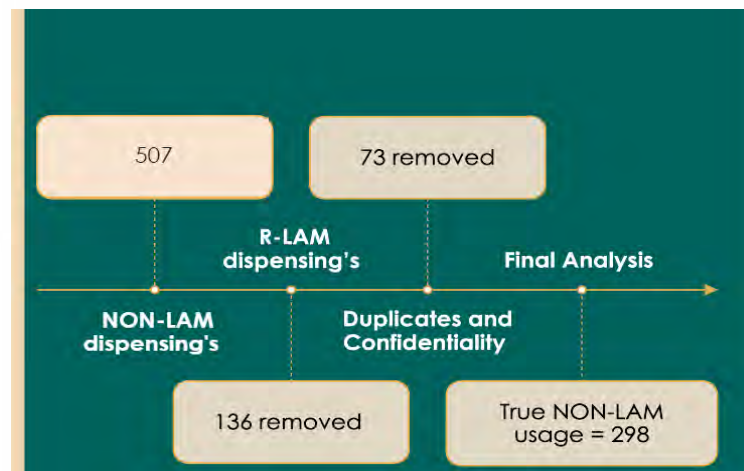 507
73 removed
R-LAM
dispensing's
Final Analysis
NON-LAM
dispensing's
Duplicates and
Confidentiality
136 removed
True NON-LAM
usage = 298